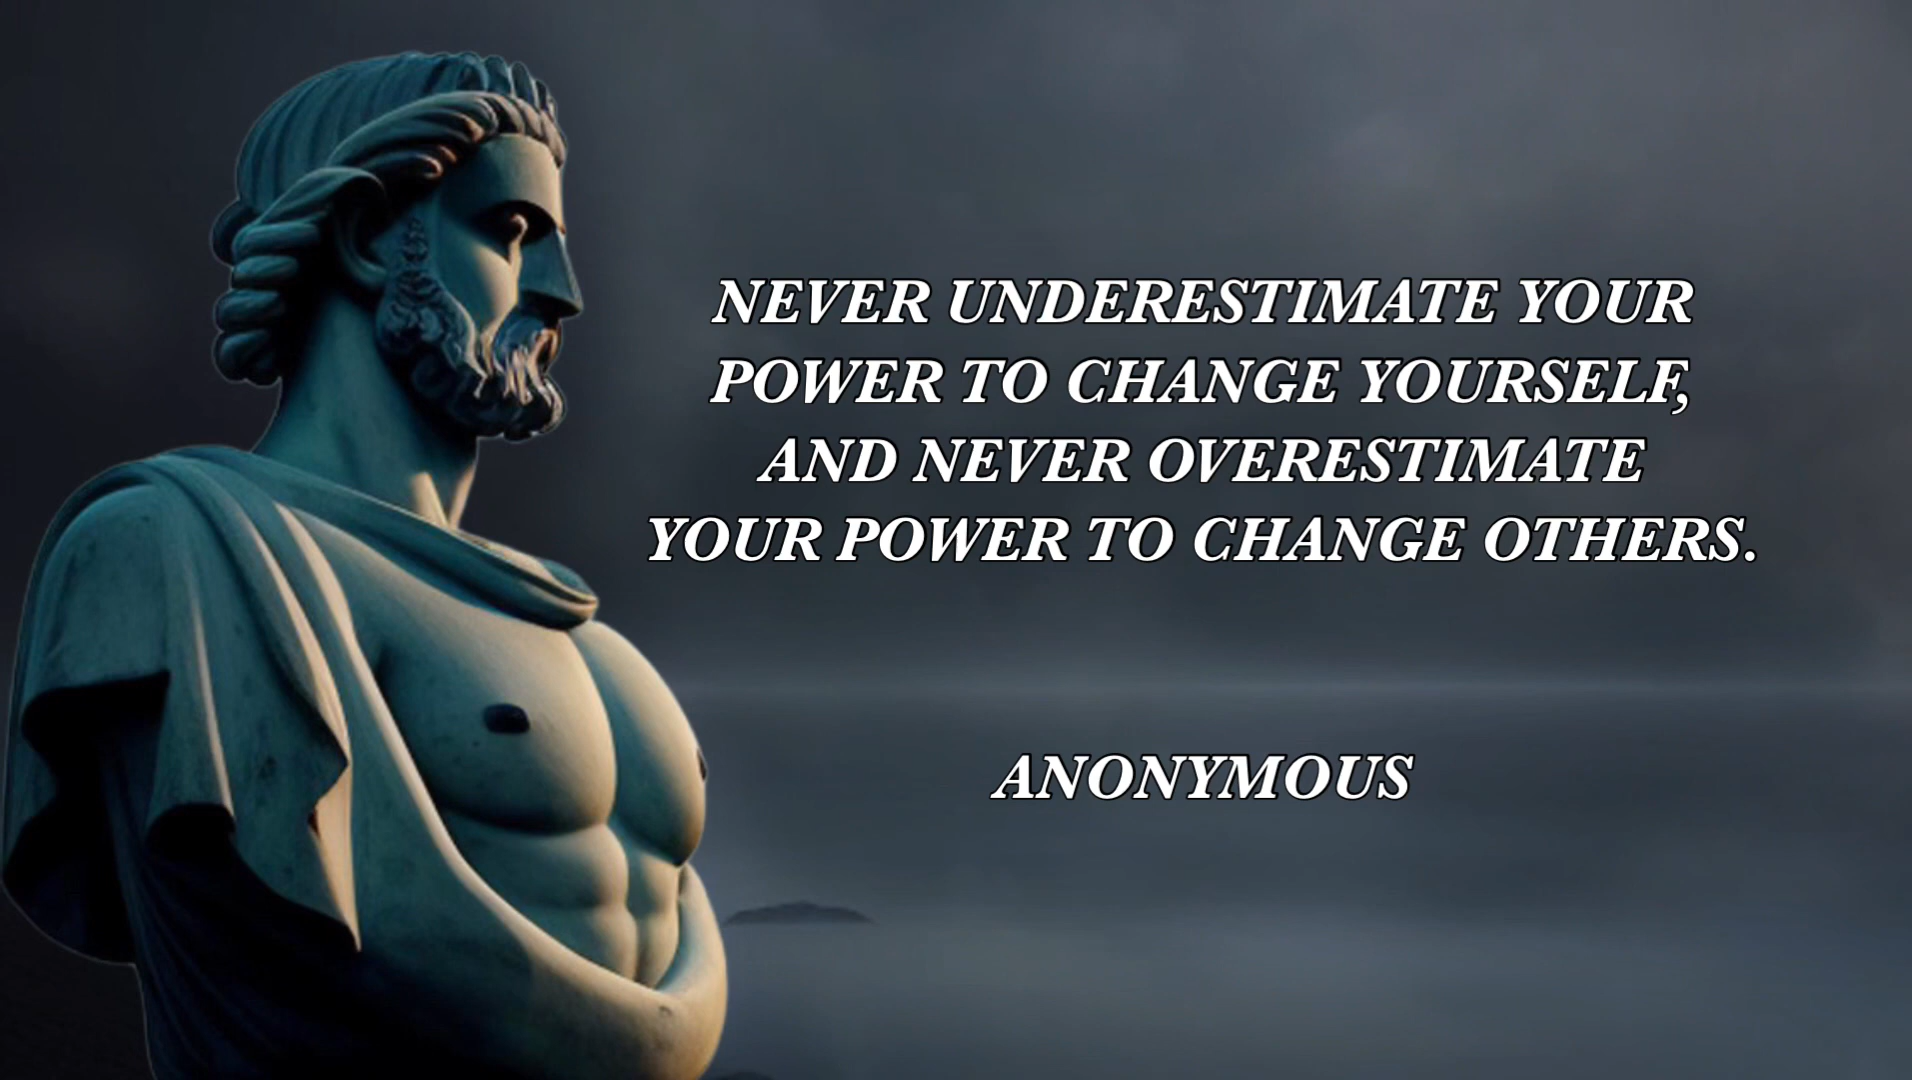 NEVER UNDERESTIMATE YOUR
POWER TO CHANGE YOURSELF,
AND NEVER OVERESTIMATE
YOUR POWER TO CHANGE OTHERS.
ANONYMOUS